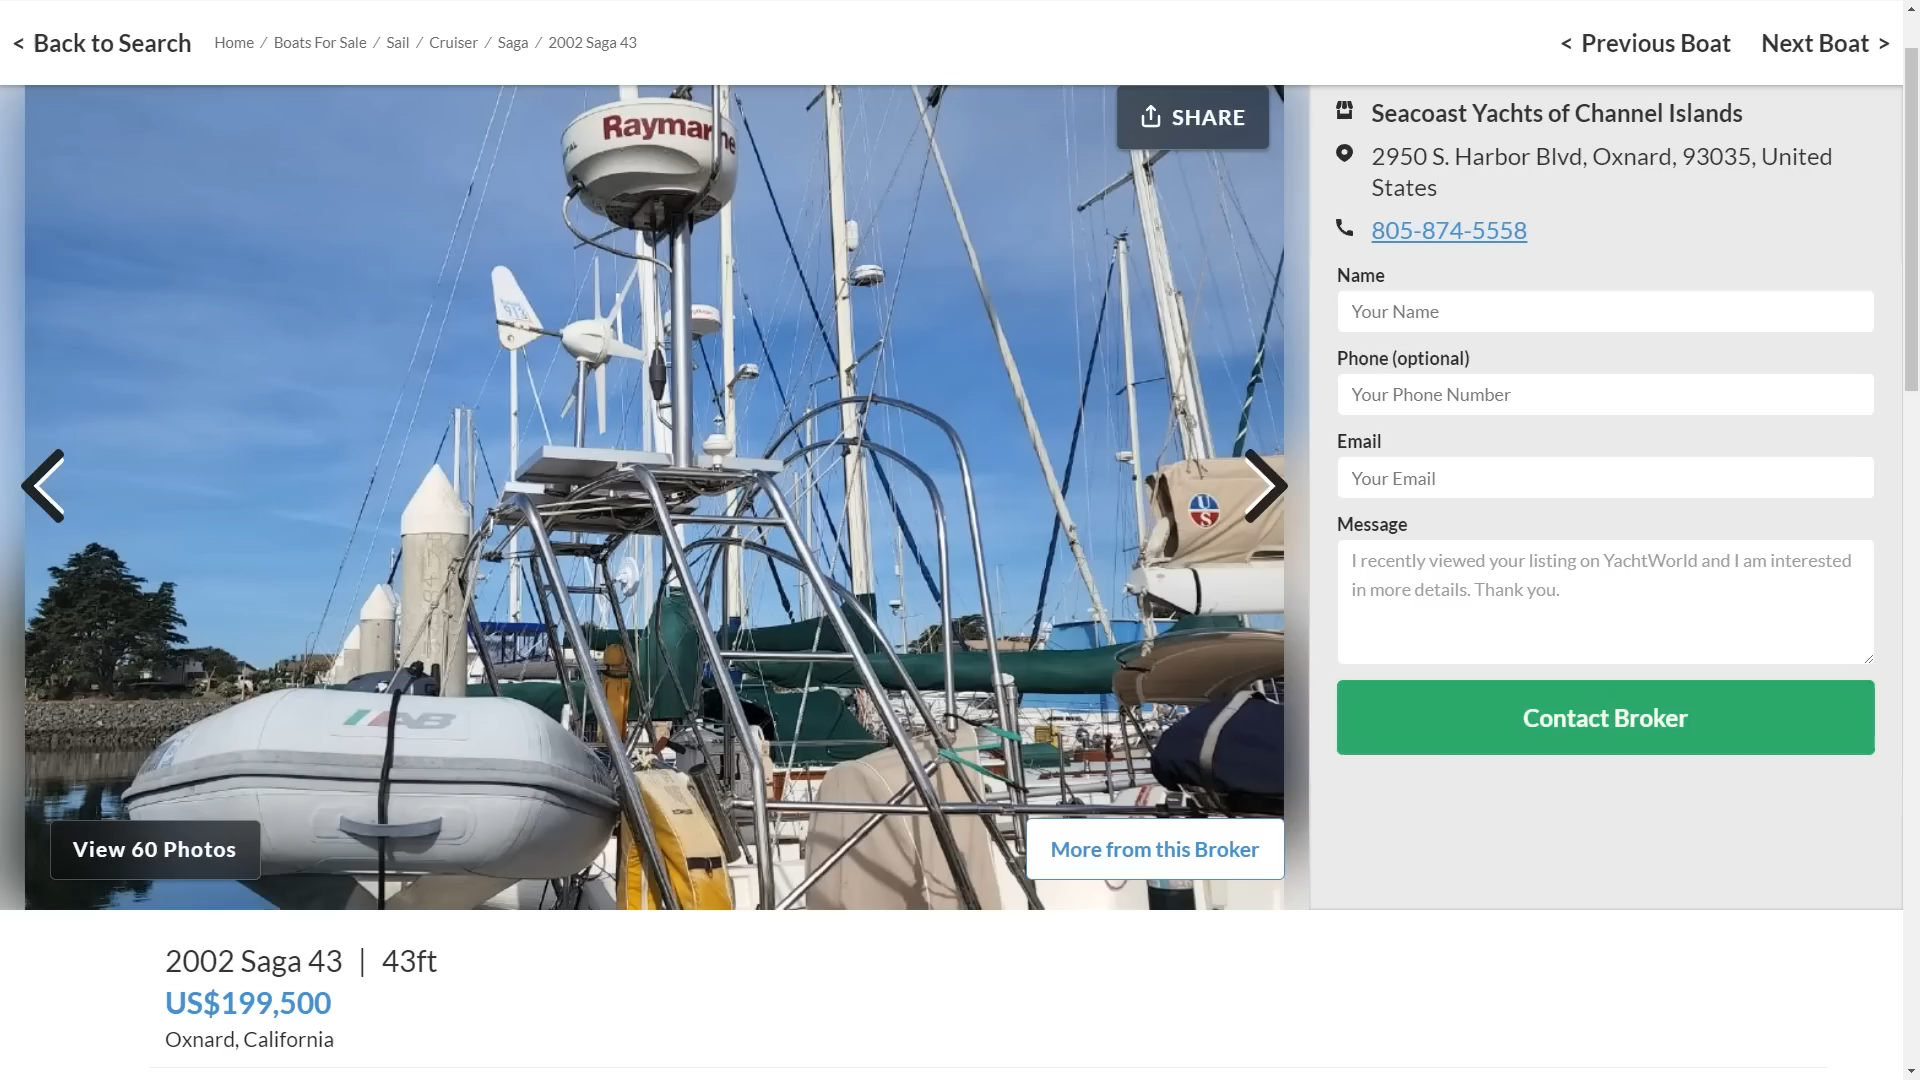 < Back to Search
Home / Boats For Sale / Sail / Cruiser / Saga / 2002 Saga 43
< Previous Boat
Next Boat >
SHARE
Raymarine
913
AB
U
S
View 60 Photos
More from this Broker
Seacoast Yachts of Channel Islands
2950 S. Harbor Blvd, Oxnard, 93035, United
States
805-874-5558
Name
Your Name
Phone (optional)
Your Phone Number
Email
Your Email
Message
I recently viewed your listing on YachtWorld and I am interested
in more details. Thank you.
Contact Broker
2002 Saga 43 | 43ft
US$199,500
Oxnard, California